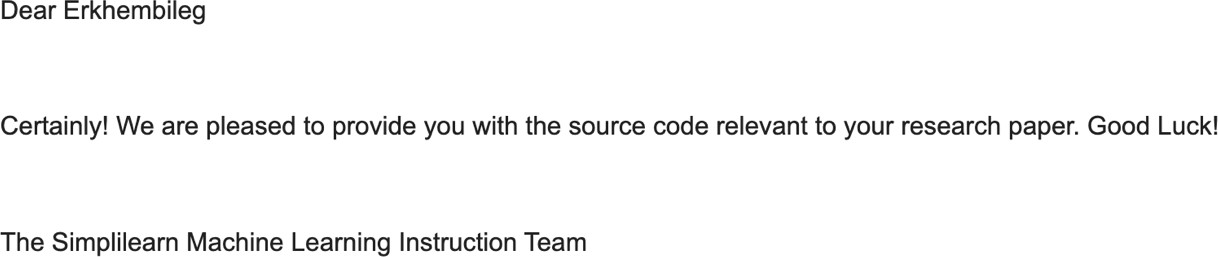 Dear Erkhembileg
Certainly! We are pleased to provide you with the source code relevant to your research paper. Good Luck!
The Simplilearn Machine Learning Instruction Team